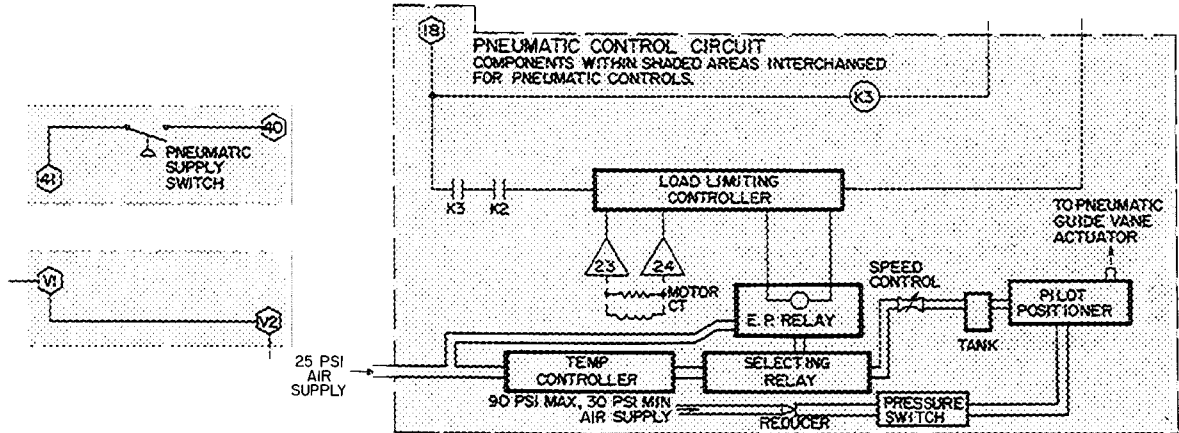 18
PNEUMATIC CONTROL CIRCUIT
COMPONENTS WITHIN SHADED AREAS INTERCHANGED
FOR PNEUMATIC CONTROLS.
K3
40
PNEUMATIC
SUPPLY
SWITCH
41
LOAD LIMITING
CONTROLLER
K3
K2
TO PNEUMATIC
GUIDE VANE
ACTUATOR
23
24
MOTOR
CT
SPEED
CONTROL
V1
V2
E.P. RELAY
PILOT
POSITIONER
TANK
25 PSI
AIR
SUPPLY
TEMP
CONTROLLER
SELECTING
RELAY
90 PSI MAX, 30 PSI MIN
AIR SUPPLY
REDUCER
PRESSURE
SWITCH